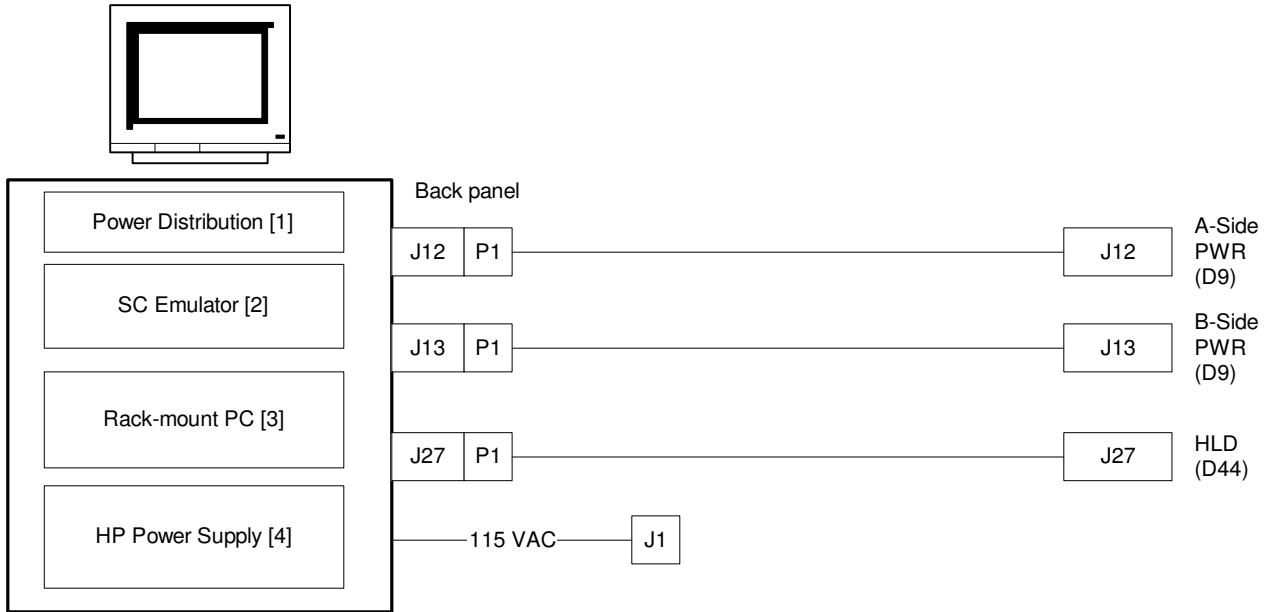 Back panel
Power Distribution [1]
SC Emulator [2]
Rack-mount PC [3]
HP Power Supply [4]
J12 P1
J12
A-Side
PWR
(D9)
J13 P1
J13
B-Side
PWR
(D9)
J27 P1
J27
HLD
(D44)
115 VAC
J1